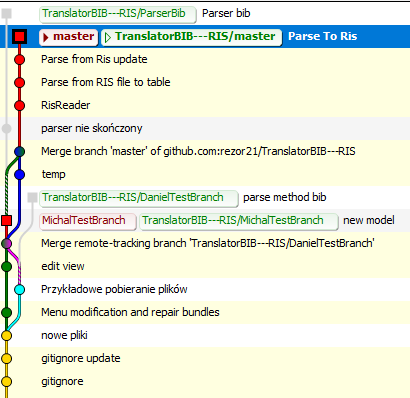 TranslatorBIB---RIS/ParserBib Parser bib
master TranslatorBIB---RIS/master Parse To Ris
Parse from Ris update
Parse from RIS file to table
RisReader
parser nie skończony
Merge branch 'master' of github.com:rezor21/TranslatorBIB---RIS
temp
TranslatorBIB---RIS/DanielTestBranch parse method bib
MichalTestBranch TranslatorBIB---RIS/MichalTestBranch new model
Merge remote-tracking branch 'TranslatorBIB---RIS/DanielTestBranch'
edit view
Przykładowe pobieranie plików
Menu modification and repair bundles
nowe pliki
gitignore update
gitignore